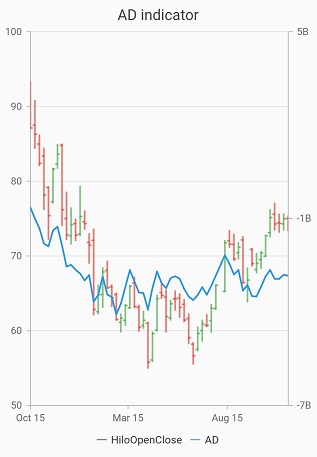 AD indicator
100
5B
90
80
-1B
70
60
50
-7B
Oct 15
Mar 15
Aug 15
HiloOpenClose
AD